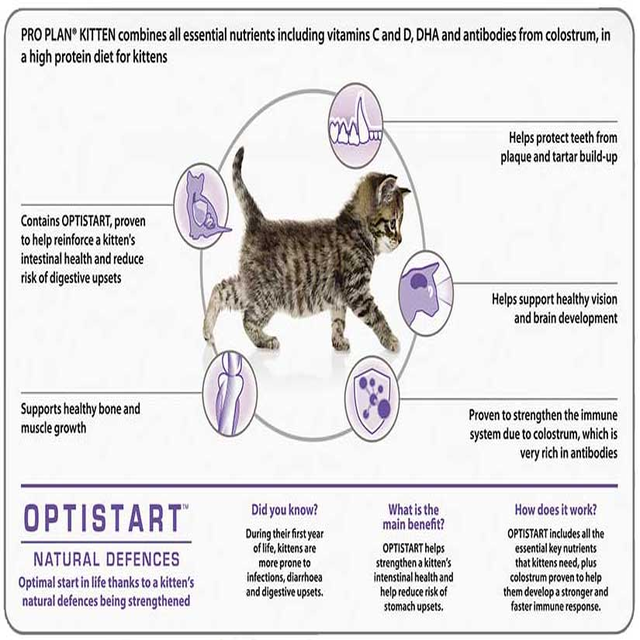 PRO PLAN® KITTEN combines all essential nutrients including vitamins C and D, DHA and antibodies from colostrum, in
a high protein diet for kittens
Helps protect teeth from
plaque and tartar build-up
Contains OPTISTART, proven
to help reinforce a kitten's
intestinal health and reduce
risk of digestive upsets
Helps support healthy vision
and brain development
Supports healthy bone and
muscle growth
Proven to strengthen the immune
system due to colostrum, which is
very rich in antibodies
OPTISTART™
NATURAL DEFENCES
Optimal start in life thanks to a kitten's
natural defences being strengthened
Did you know?
During their first year
of life, kittens are
more prone to
infections, diarrhoea
and digestive upsets.
What is the
main benefit?
OPTISTART helps
strengthen a kitten's
intenstinal health and
help reduce risk of
stomach upsets.
How does it work?
OPTISTART includes all the
essential key nutrients
that kittens need, plus
colostrum proven to help
them develop a stronger and
faster immune response.